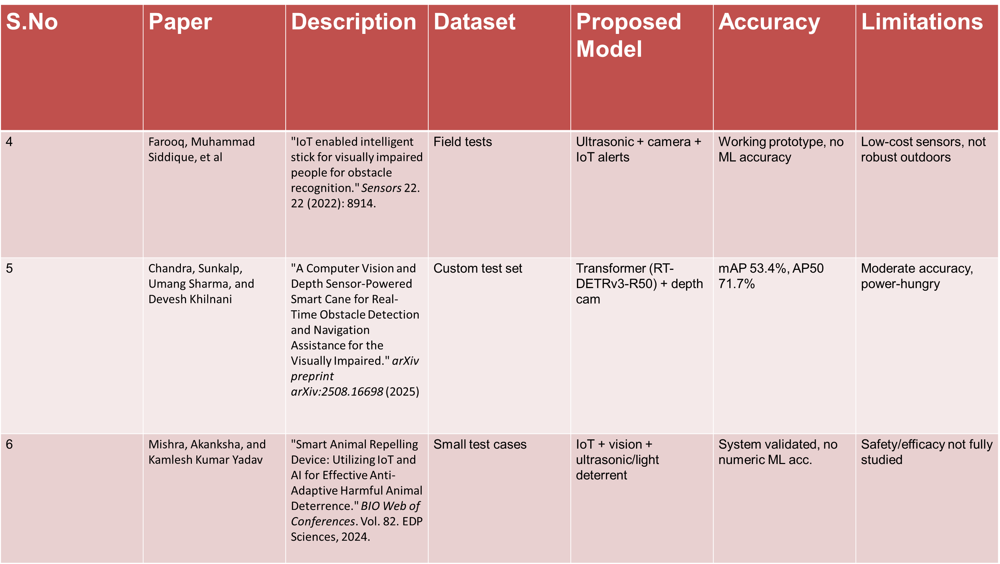 S.No
Paper
Description
Dataset
Proposed
Model
Accuracy
Limitations
4
Farooq, Muhammad
Siddique, et al
"IoT enabled intelligent
stick for visually impaired
people for obstacle
recognition." Sensors 22.
22 (2022): 8914.
Field tests
Ultrasonic + camera +
IoT alerts
Working prototype, no
ML accuracy
Low-cost sensors, not
robust outdoors
5
Chandra, Sunkalp,
Umang Sharma, and
Devesh Khilnani
"A Computer Vision and
Depth Sensor-Powered
Smart Cane for Real-
Time Obstacle Detection
and Navigation
Assistance for the
Visually Impaired." arXiv
preprint
arXiv:2508.16698 (2025)
Custom test set
Transformer (RT-
DETRv3-R50) + depth
cam
mAP 53.4%, AP50
71.7%
Moderate accuracy,
power-hungry
6
Mishra, Akanksha, and
Kamlesh Kumar Yadav
"Smart Animal Repelling
Device: Utilizing IoT and
AI for Effective Anti-
Adaptive Harmful Animal
Deterrence." BIO Web of
Conferences. Vol. 82. EDP
Sciences, 2024.
Small test cases
IoT + vision +
ultrasonic/light
deterrent
System validated, no
numeric ML acc.
Safety/efficacy not fully
studied